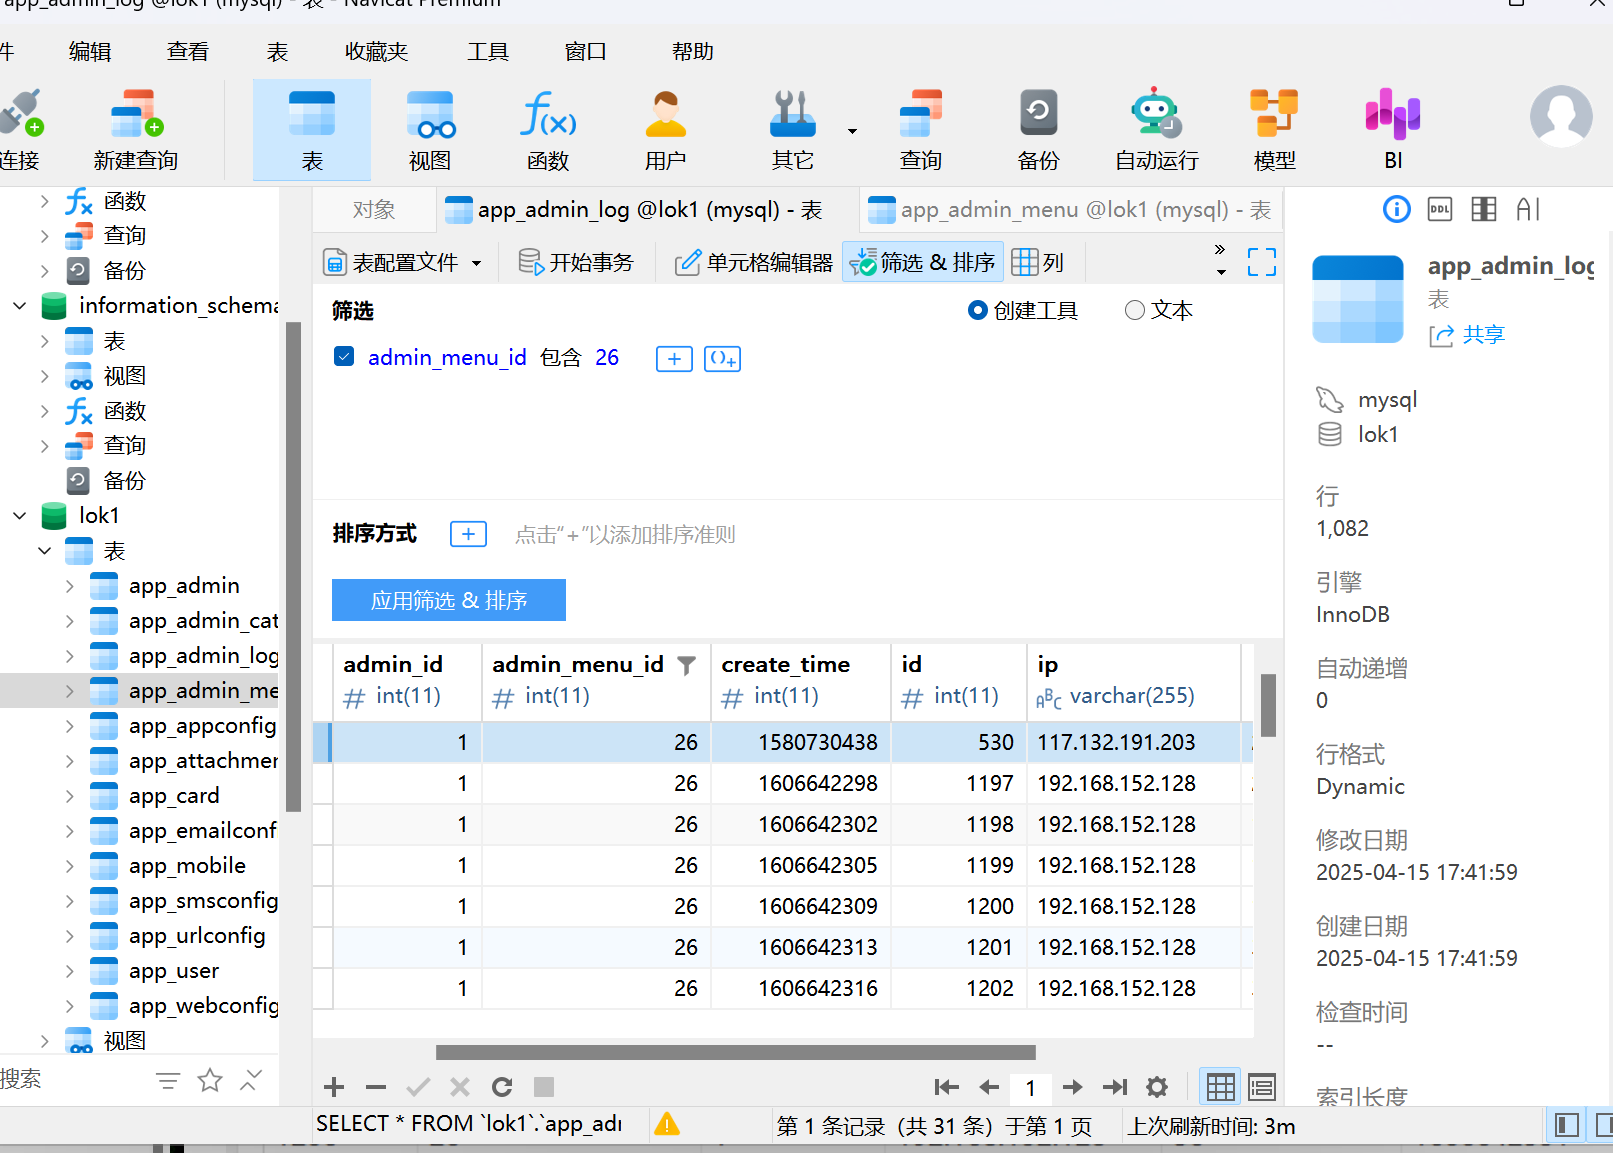 app_admin_log @lok1 (mysql) - 表 - Navicat Premium
件 编辑 查看 表 收藏夹 工具 窗口 帮助
连接 新建查询 表 视图 函数 用户 其它 查询 备份 自动运行 模型 BI
函数
查询
备份
information_schema
表
视图
函数
查询
备份
lok1
表
app_admin
app_admin_cat
app_admin_log
app_admin_me
app_appconfig
app_attachmer
app_card
app_emailconf
app_mobile
app_smsconfig
app_urlconfig
app_user
app_webconfig
视图
搜索
对象 app_admin_log @lok1 (mysql) - 表 app_admin_menu @lok1 (mysql) - 表
表配置文件 开始事务 单元格编辑器 筛选 & 排序 列
筛选 创建工具 文本
admin_menu_id 包含 26
排序方式 点击“+”以添加排序准则
应用筛选 & 排序
admin_id admin_menu_id create_time id ip
# int(11) # int(11) # int(11) # int(11) ABC varchar(255)
1 26 1580730438 530 117.132.191.203
1 26 1606642298 1197 192.168.152.128
1 26 1606642302 1198 192.168.152.128
1 26 1606642305 1199 192.168.152.128
1 26 1606642309 1200 192.168.152.128
1 26 1606642313 1201 192.168.152.128
1 26 1606642316 1202 192.168.152.128
1
SELECT * FROM `lok1`.`app_adı 第 1 条记录（共 31 条）于第 1 页 上次刷新时间: 3m
DDL
app_admin_log
表
共享
mysql
lok1
行
1,082
引擎
InnoDB
自动递增
0
行格式
Dynamic
修改日期
2025-04-15 17:41:59
创建日期
2025-04-15 17:41:59
检查时间
--
索引长度